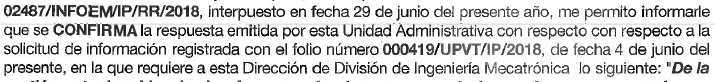 02487/INFOEM/IP/RR/2018, interpuesto en fecha 29 de junio del presente año, me permito informarle
que se CONFIRMA la respuesta emitida por esta Unidad Administrativa con respecto con respecto a la
solicitud de información registrada con el folio número 000419/UPVT/IP/2018, de fecha 4 de junio del
presente, en la que requiere a esta Dirección de División de Ingeniería Mecatrónica lo siguiente: "De la